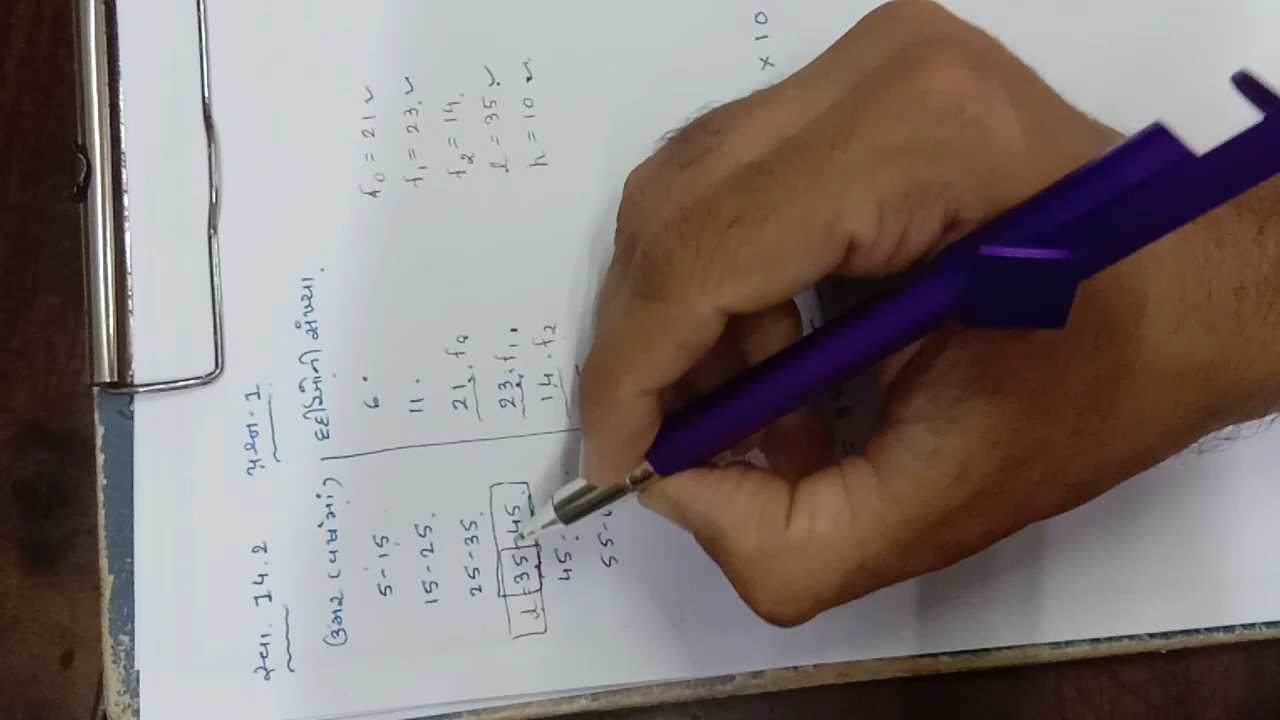 સ્વા. 14.2 પ્રશ્ન-1
ઉંમર (વર્ષમાં) દર્દીઓની સંખ્યા.
5-15 6
15-25 11
25-35 21 f0
l=35-45 23 f1
45- 14 f2
55-
f0 = 21
f1 = 23
f2 = 14
l = 35
h = 10
× 10